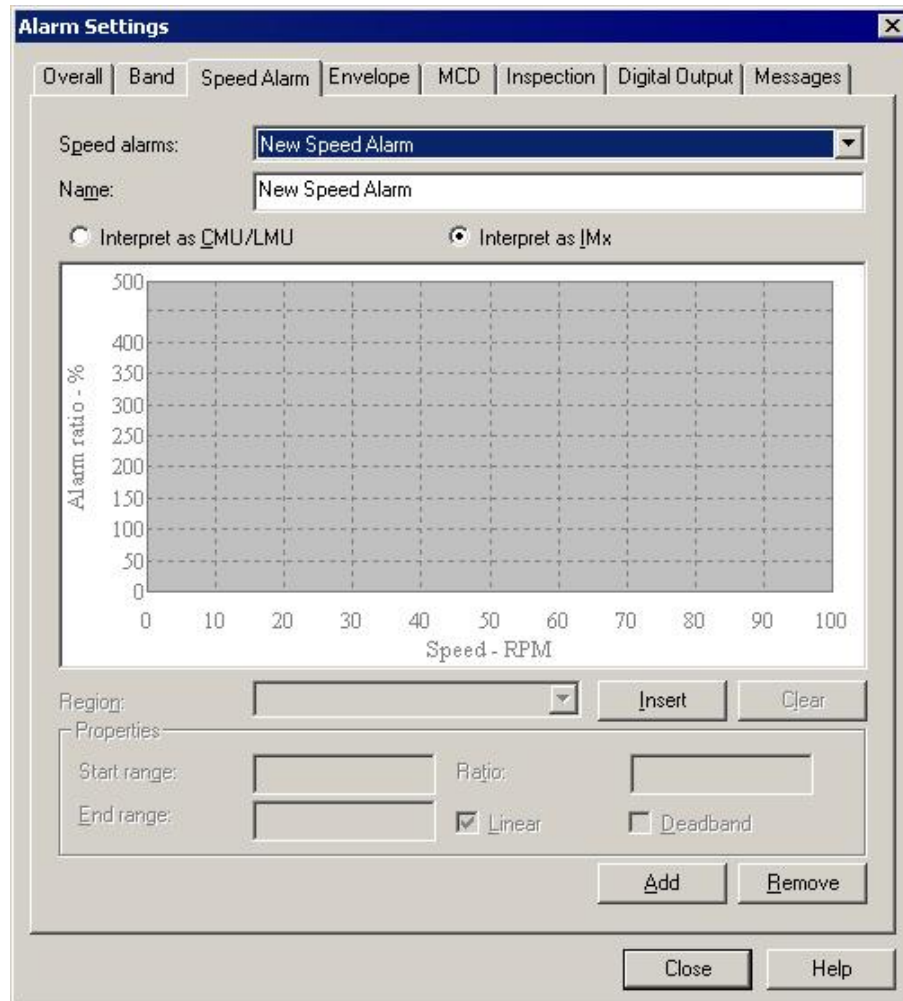 Alarm Settings
Overall Band Speed Alarm Envelope MCD Inspection Digital Output Messages
Speed alarms: New Speed Alarm
Name: New Speed Alarm
Interpret as CMU/LMU Interpret as IMx
500
400
350
300
250
200
150
100
50
0
Alarm ratio - %
0 10 20 30 40 50 60 70 80 90 100
Speed - RPM
Region: Insert Clear
Properties
Start range: Ratio:
End range: Linear Deadband
Add Remove
Close Help